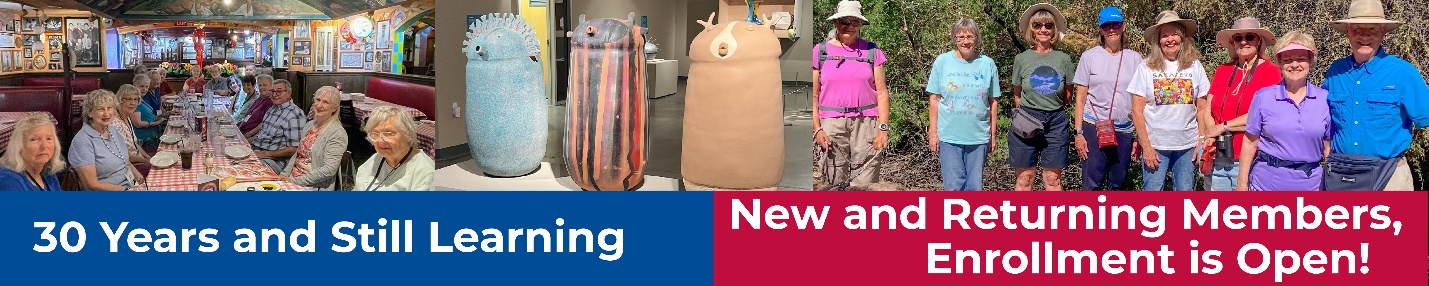 30 Years and Still Learning
New and Returning Members,
Enrollment is Open!